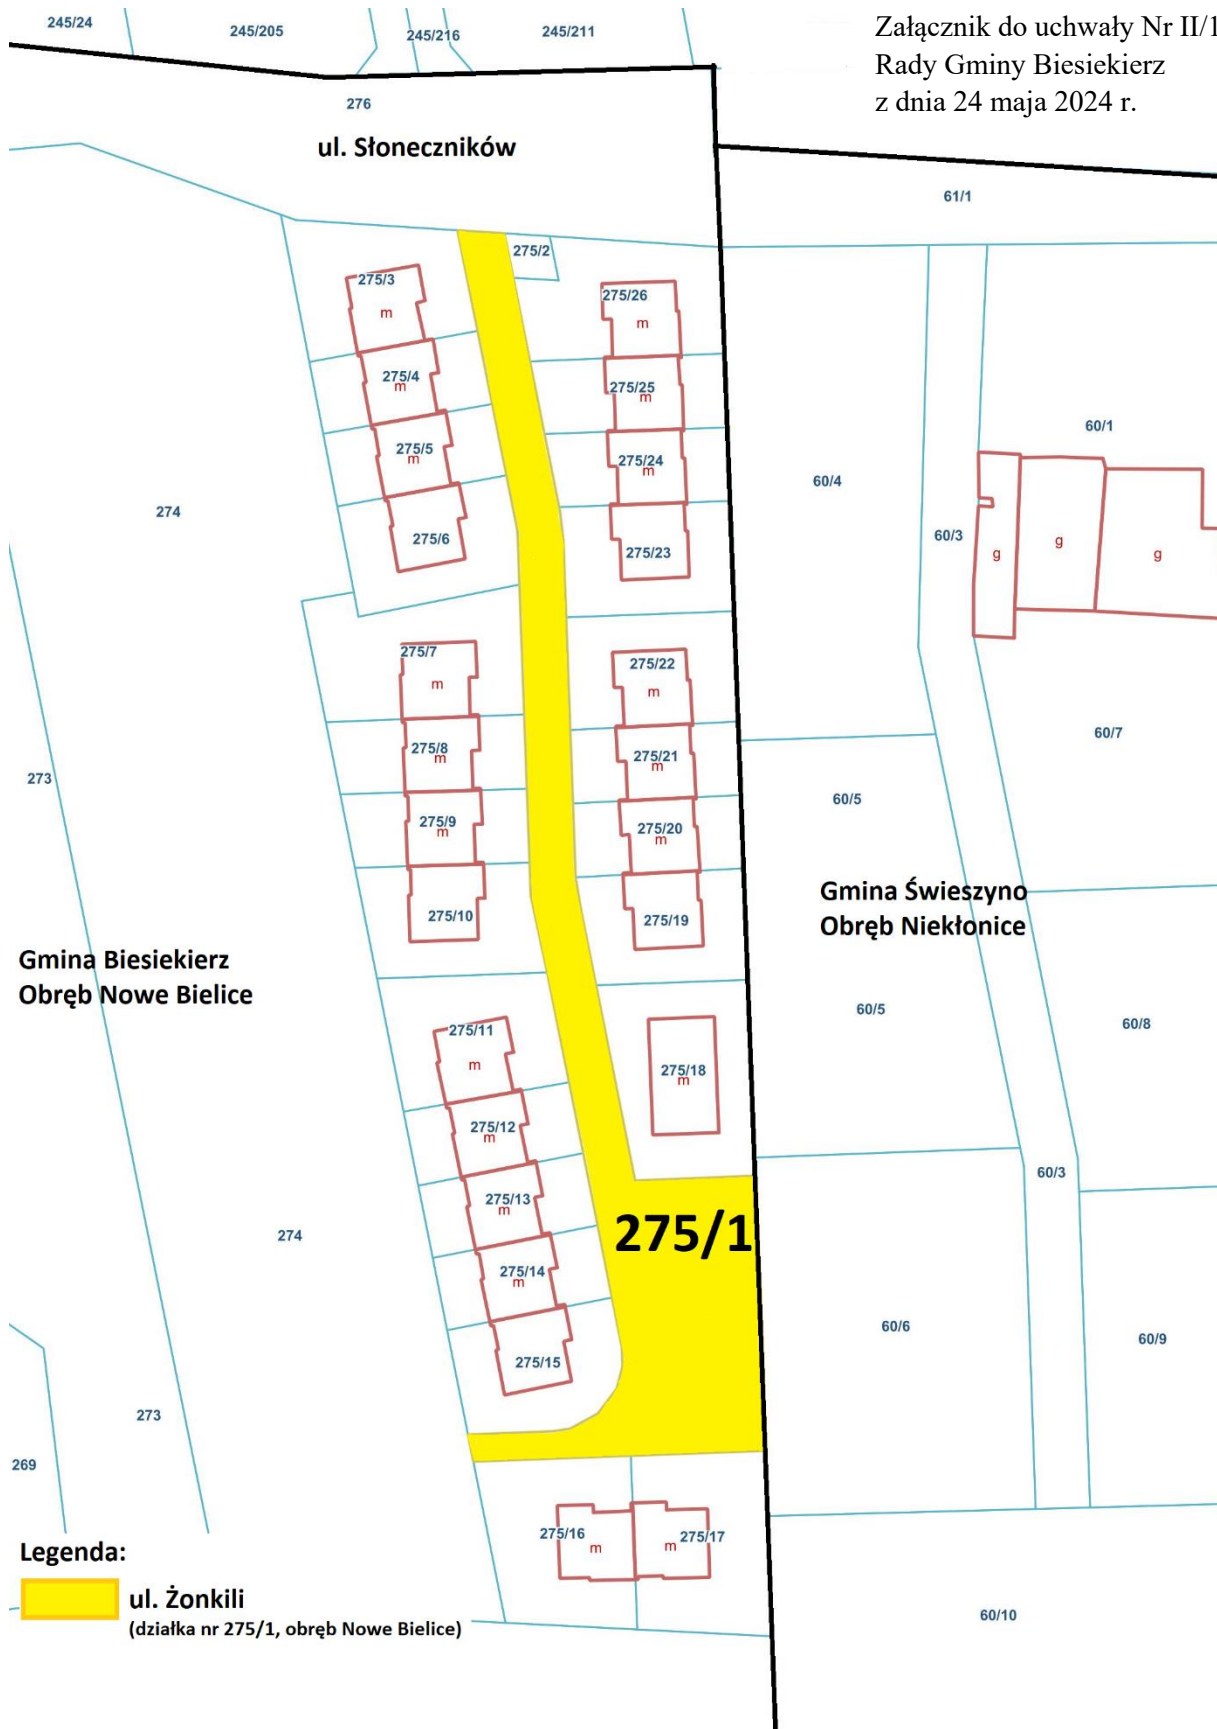 Załącznik do uchwały Nr II/1
Rady Gminy Biesiekierz
z dnia 24 maja 2024 r.
245/24
245/205
245/216
245/211
276
ul. Słoneczników
61/1
275/2
275/3
m
275/26
m
275/4
m
275/25
m
60/1
275/5
m
275/24
m
60/4
274
275/6
275/23
60/3
g
g
g
275/7
m
275/22
m
60/7
275/8
m
275/21
m
273
60/5
275/9
m
275/20
m
275/10
275/19
Gmina Świeszyno
Obręb Niekłonice
Gmina Biesiekierz
Obręb Nowe Bielice
60/5
60/8
275/11
m
275/18
m
275/12
m
60/3
275/13
m
275/1
274
275/14
m
60/6
60/9
275/15
273
269
275/16
m
m
275/17
Legenda:
ul. Żonkili
(działka nr 275/1, obręb Nowe Bielice)
60/10